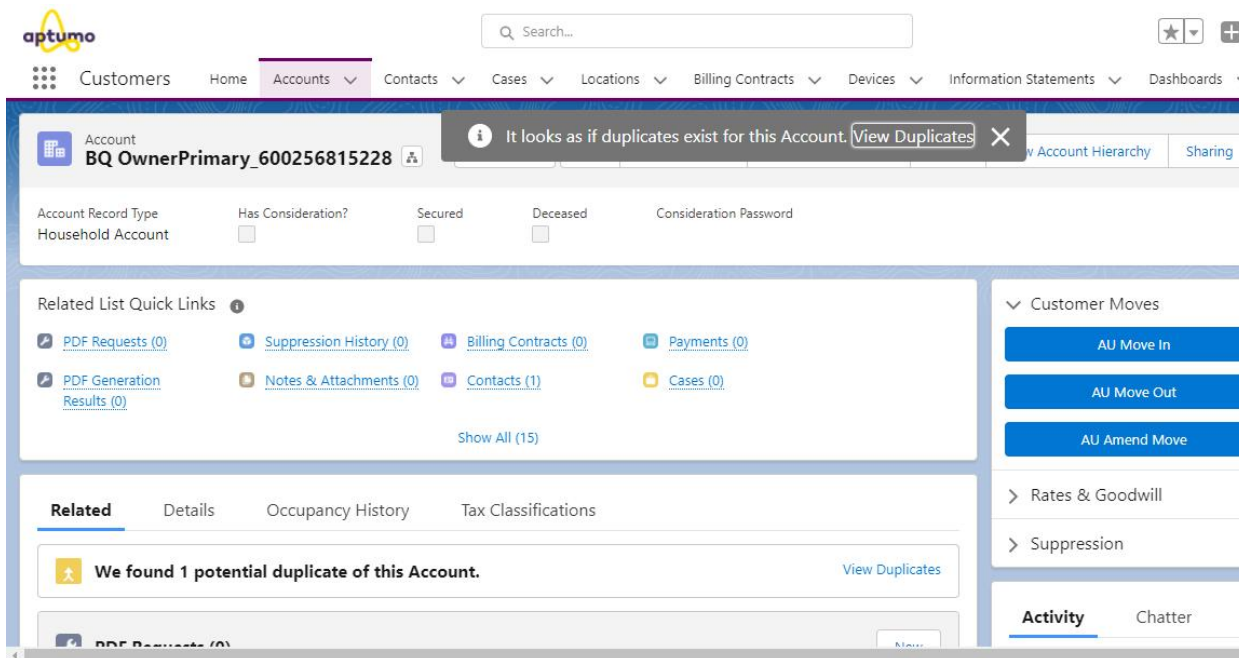 aptumo
Search...
Customers Home Accounts Contacts Cases Locations Billing Contracts Devices Information Statements Dashboards
It looks as if duplicates exist for this Account. View Duplicates
Account
BQ OwnerPrimary_600256815228
Account Hierarchy Sharing
Account Record Type Has Consideration? Secured Deceased Consideration Password
Household Account
Related List Quick Links
PDF Requests (0) Suppression History (0) Billing Contracts (0) Payments (0)
PDF Generation Notes & Attachments (0) Contacts (1) Cases (0)
Results (0)
Show All (15)
Customer Moves
AU Move In
AU Move Out
AU Amend Move
Rates & Goodwill
Suppression
Related Details Occupancy History Tax Classifications
We found 1 potential duplicate of this Account. View Duplicates
PDF Requests (0) New
Activity Chatter